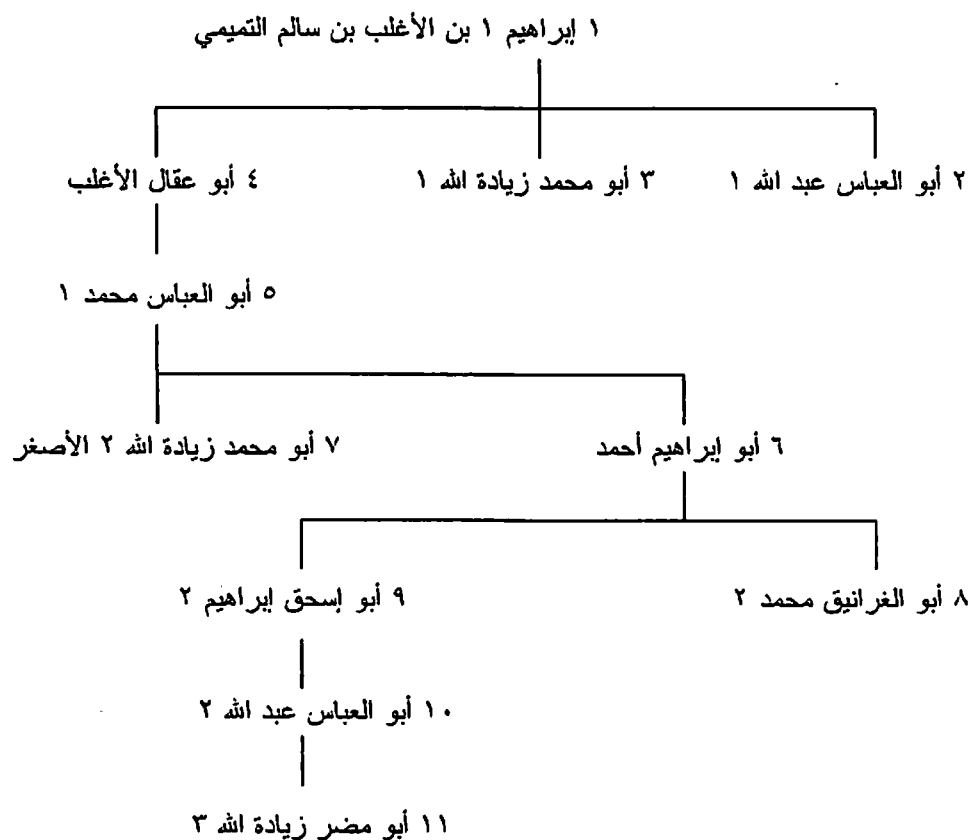 ١ إبراهيم ١ بن الأغلب بن سالم التميمي
٢ أبو العباس عبد الله ١
٣ أبو محمد زيادة الله ١
٤ أبو عقال الأغلب
٥ أبو العباس محمد ١
٦ أبو إبراهيم أحمد
٧ أبو محمد زيادة الله ٢ الأصغر
٨ أبو الغرانيق محمد ٢
٩ أبو إسحق إبراهيم ٢
١٠ أبو العباس عبد الله ٢
١١ أبو مضر زيادة الله ٣